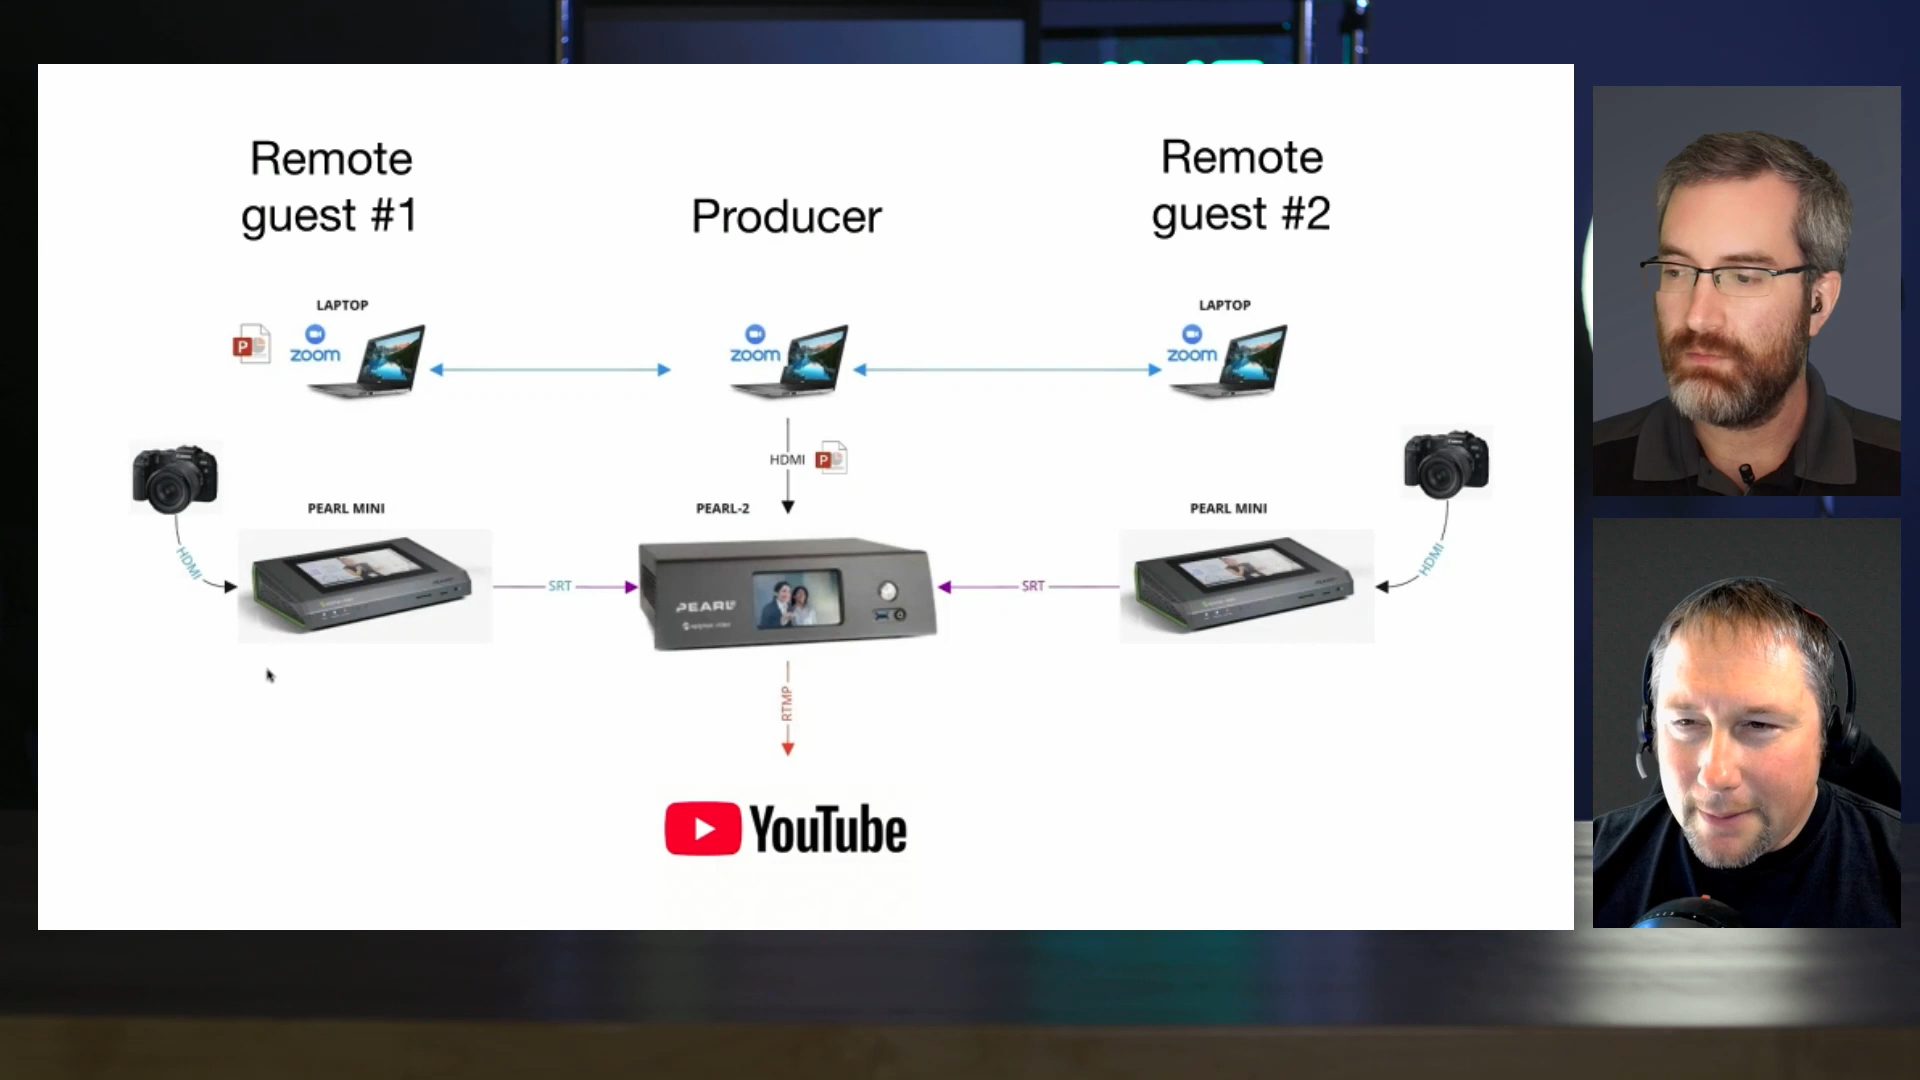 Remote
guest #1
Producer
Remote
guest #2
LAPTOP
LAPTOP
P
zoom
zoom
zoom
HDMI
P
PEARL MINI
PEARL-2
PEARL MINI
HDMI
SRT
PEARL
SRT
HDMI
RTMP
YouTube